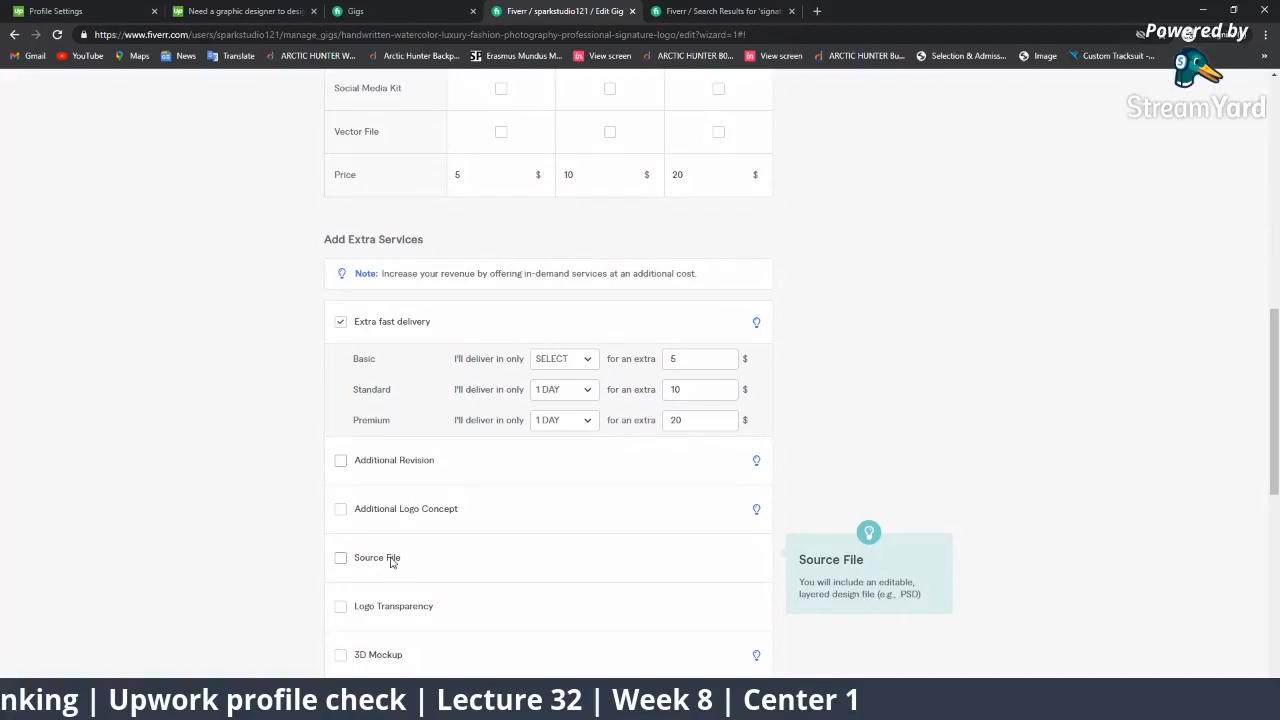 Profile Settings
Need a graphic designer to desi
Gigs
Fiverr / sparkstudio121 / Edit Gig
Fiverr / Search Results for 'signat
https://www.fiverr.com/users/sparkstudio121/manage_gigs/handwritten-watercolor-luxury-fashion-photography-professional-signature-logo/edit?wizard=1#!
Powered by
StreamYard
Gmail
YouTube
Maps
News
Translate
ARCTIC HUNTER W...
Arctic Hunter Backp...
Erasmus Mundus M...
View screen
ARCTIC HUNTER B0...
View screen
ARCTIC HUNTER Bu...
Selection & Admiss...
Image
Custom Tracksuit -...
Social Media Kit
Vector File
Price 5 $ 10 $ 20 $
Add Extra Services
Note: Increase your revenue by offering in-demand services at an additional cost.
Extra fast delivery
Basic I'll deliver in only SELECT for an extra 5 $
Standard I'll deliver in only 1 DAY for an extra 10 $
Premium I'll deliver in only 1 DAY for an extra 20 $
Additional Revision
Additional Logo Concept
Source File
Source File
You will include an editable,
layered design file (e.g., .PSD)
Logo Transparency
3D Mockup
nking | Upwork profile check | Lecture 32 | Week 8 | Center 1